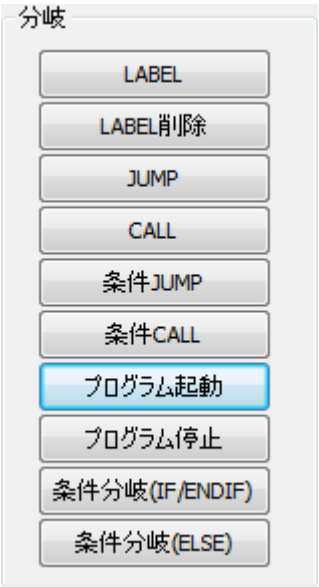 分岐
LABEL
LABEL削除
JUMP
CALL
条件JUMP
条件CALL
プログラム起動
プログラム停止
条件分岐(IF/ENDIF)
条件分岐(ELSE)